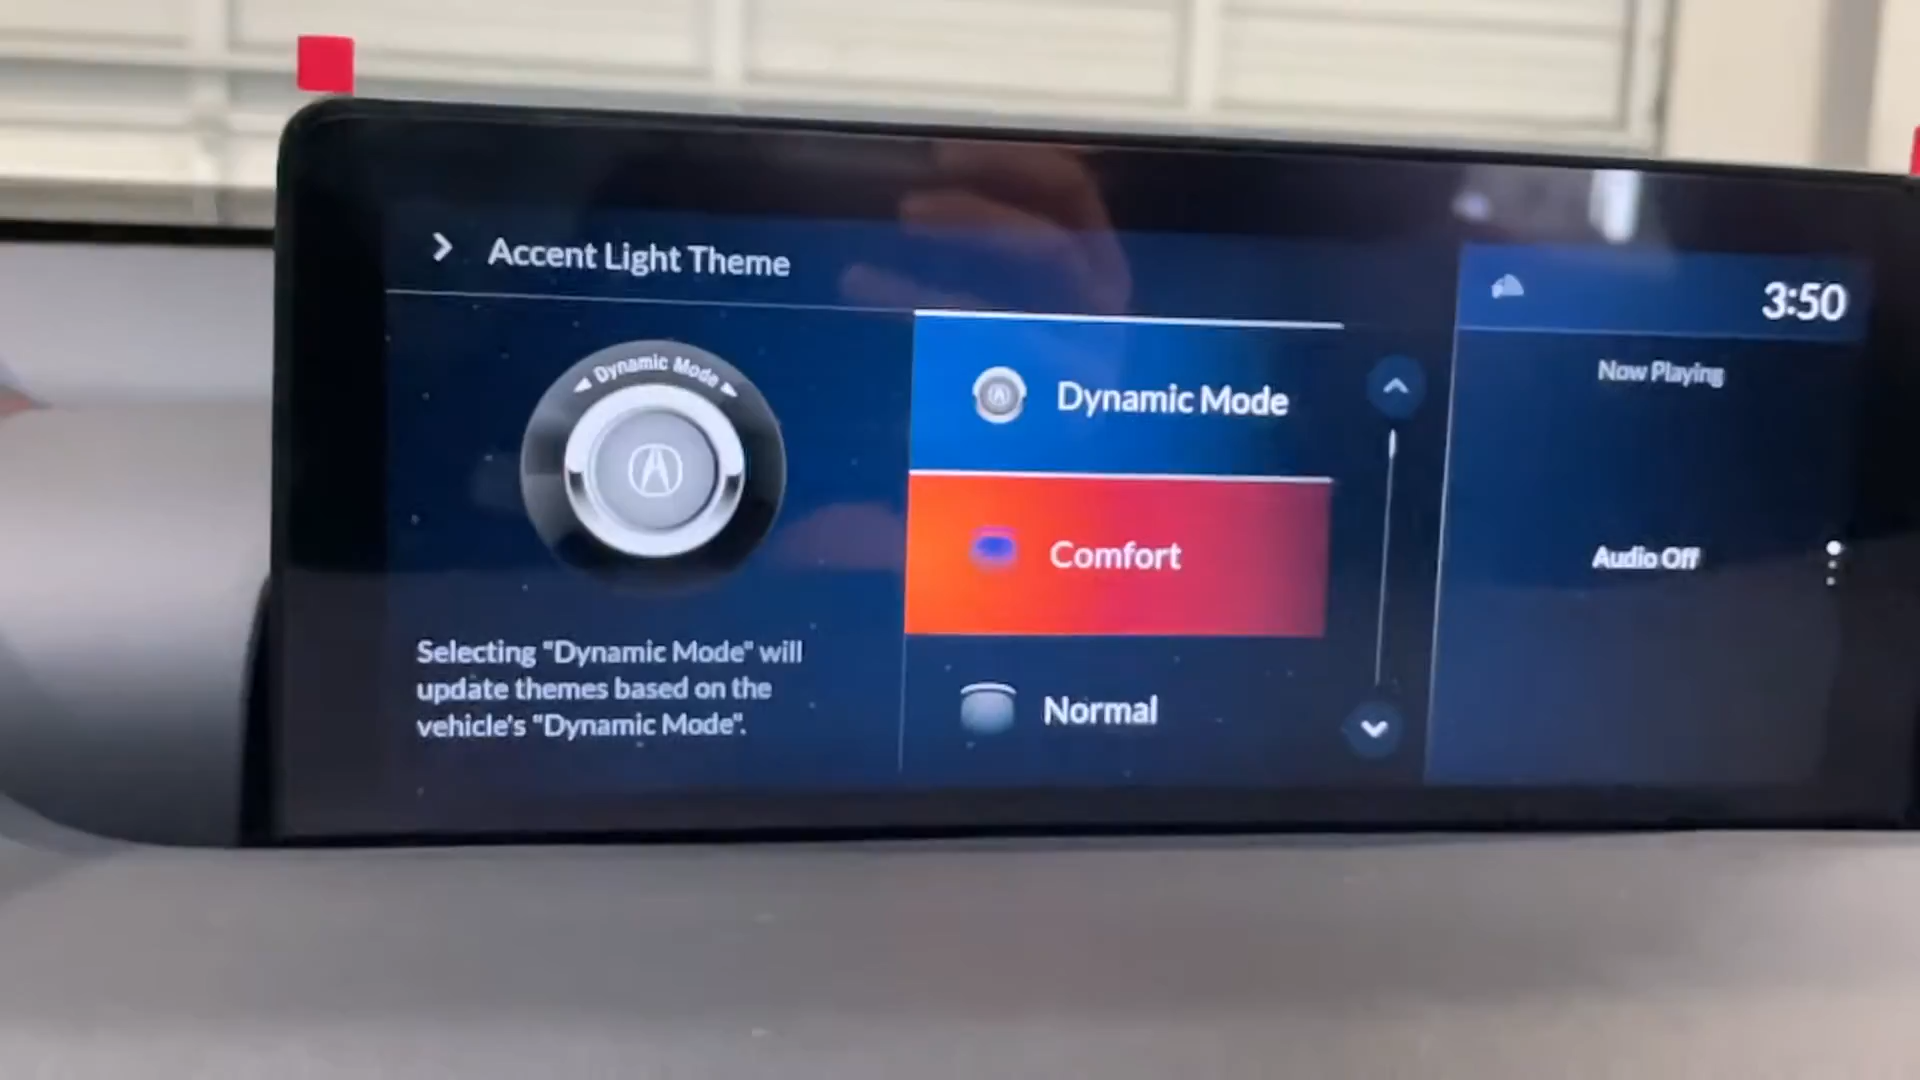 Accent Light Theme
3:50
Dynamic Mode
Dynamic Mode
Now Playing
Comfort
Audio Off
Selecting "Dynamic Mode" will
update themes based on the
vehicle's "Dynamic Mode".
Normal